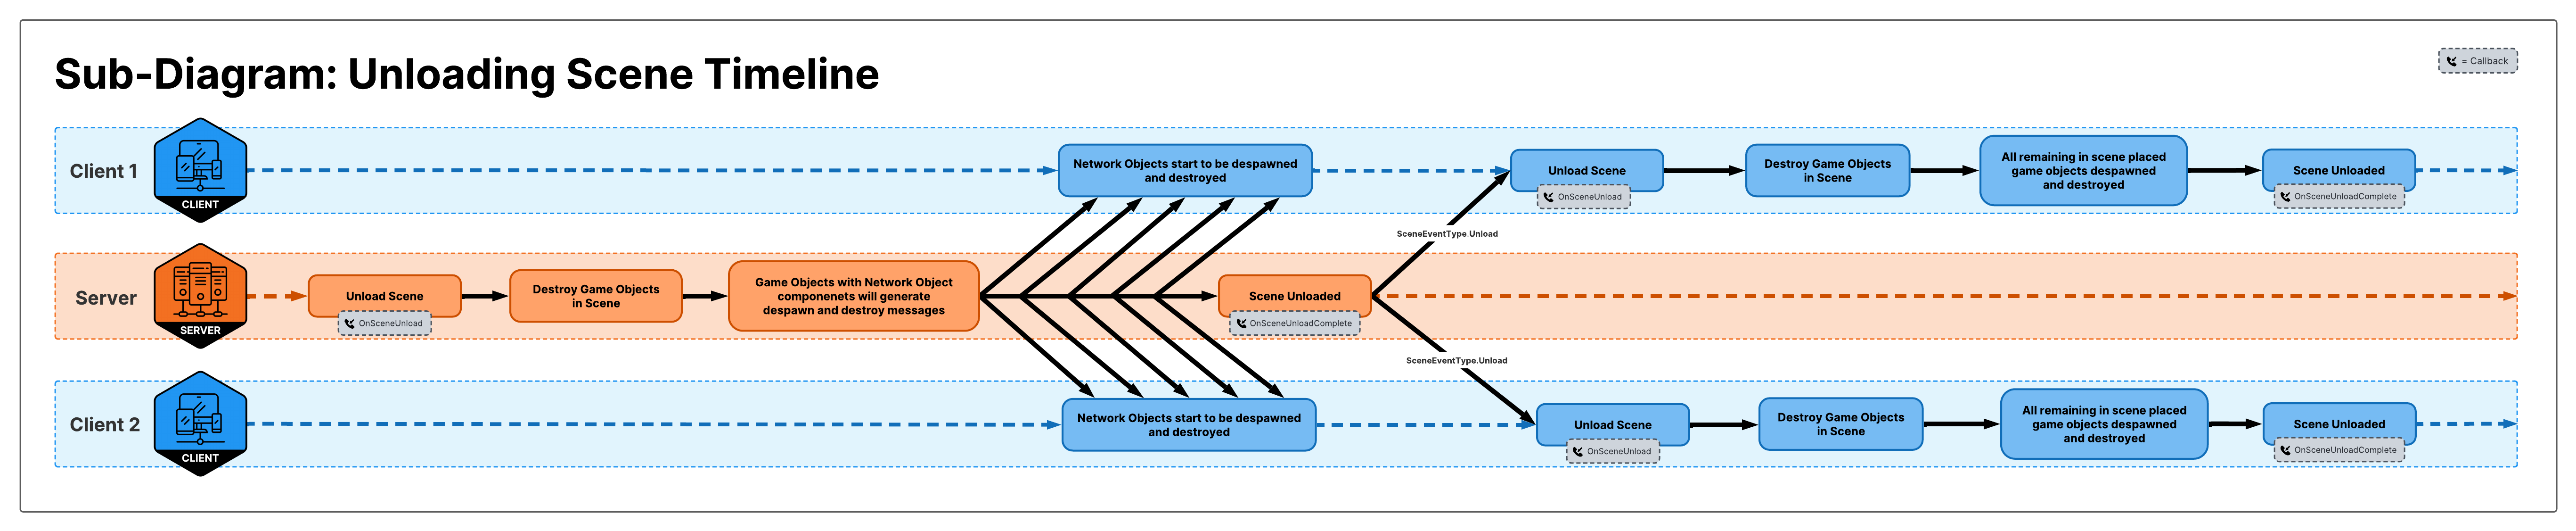 Sub-Diagram: Unloading Scene Timeline
= Callback
Client 1
CLIENT
Network Objects start to be despawned
and destroyed
Unload Scene
OnSceneUnload
Destroy Game Objects
in Scene
All remaining in scene placed
game objects despawned
and destroyed
Scene Unloaded
OnSceneUnloadComplete
SceneEventType.Unload
Server
SERVER
Unload Scene
OnSceneUnload
Destroy Game Objects
in Scene
Game Objects with Network Object
componenets will generate
despawn and destroy messages
Scene Unloaded
OnSceneUnloadComplete
SceneEventType.Unload
Client 2
CLIENT
Network Objects start to be despawned
and destroyed
Unload Scene
OnSceneUnload
Destroy Game Objects
in Scene
All remaining in scene placed
game objects despawned
and destroyed
Scene Unloaded
OnSceneUnloadComplete